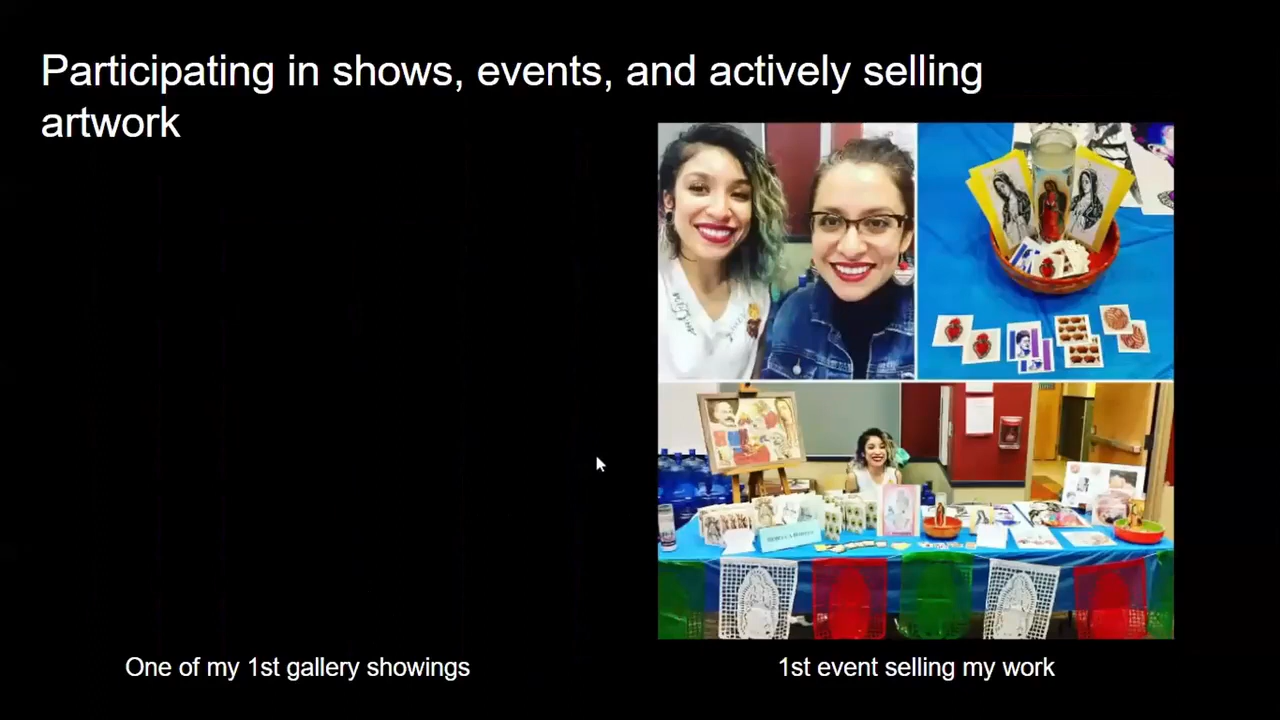 Participating in shows, events, and actively selling
artwork
One of my 1st gallery showings
1st event selling my work